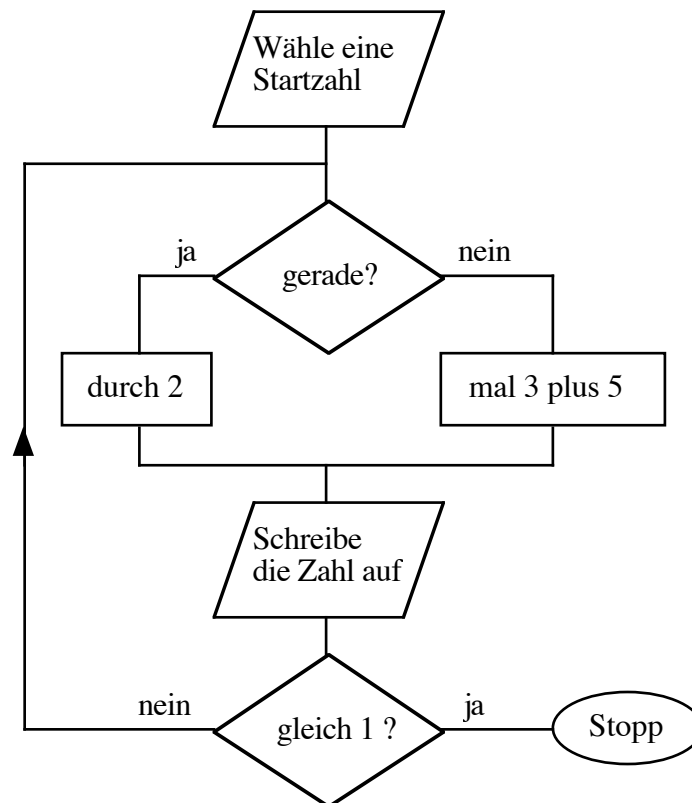 Wähle eine
Startzahl
ja
nein
gerade?
durch 2
mal 3 plus 5
Schreibe
die Zahl auf
nein
ja
gleich 1 ?
Stopp